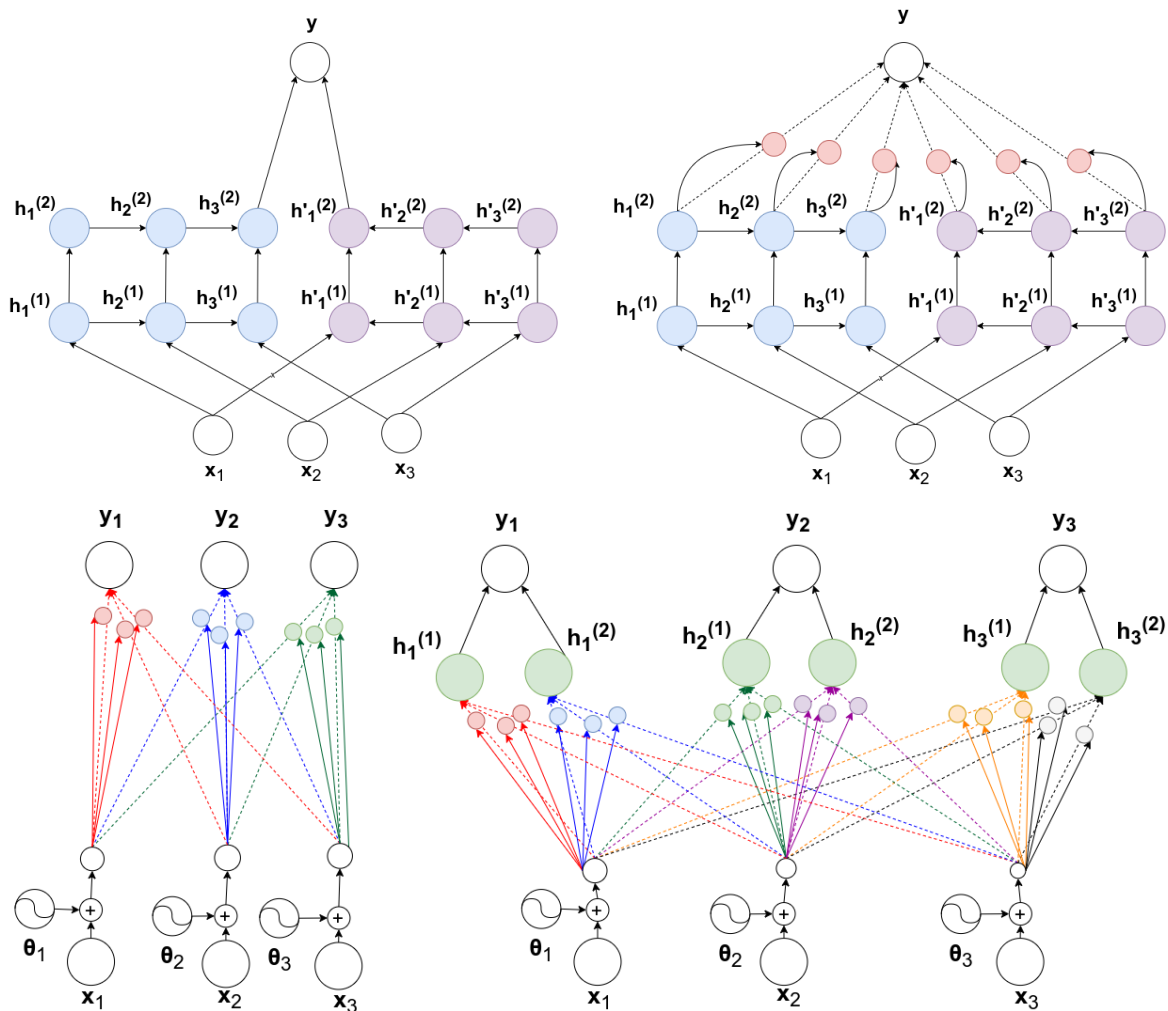 y
h₁⁽²⁾ h₂⁽²⁾ h₃⁽²⁾ h'₁⁽²⁾ h'₂⁽²⁾ h'₃⁽²⁾
h₁⁽¹⁾ h₂⁽¹⁾ h₃⁽¹⁾ h'₁⁽¹⁾ h'₂⁽¹⁾ h'₃⁽¹⁾
x₁ x₂ x₃
y
h₁⁽²⁾ h₂⁽²⁾ h₃⁽²⁾ h'₁⁽²⁾ h'₂⁽²⁾ h'₃⁽²⁾
h₁⁽¹⁾ h₂⁽¹⁾ h₃⁽¹⁾ h'₁⁽¹⁾ h'₂⁽¹⁾ h'₃⁽¹⁾
x₁ x₂ x₃
y₁ y₂ y₃
+ + +
θ₁ θ₂ θ₃
x₁ x₂ x₃
y₁ y₂ y₃
h₁⁽¹⁾ h₁⁽²⁾ h₂⁽¹⁾ h₂⁽²⁾ h₃⁽¹⁾ h₃⁽²⁾
+ + +
θ₁ θ₂ θ₃
x₁ x₂ x₃